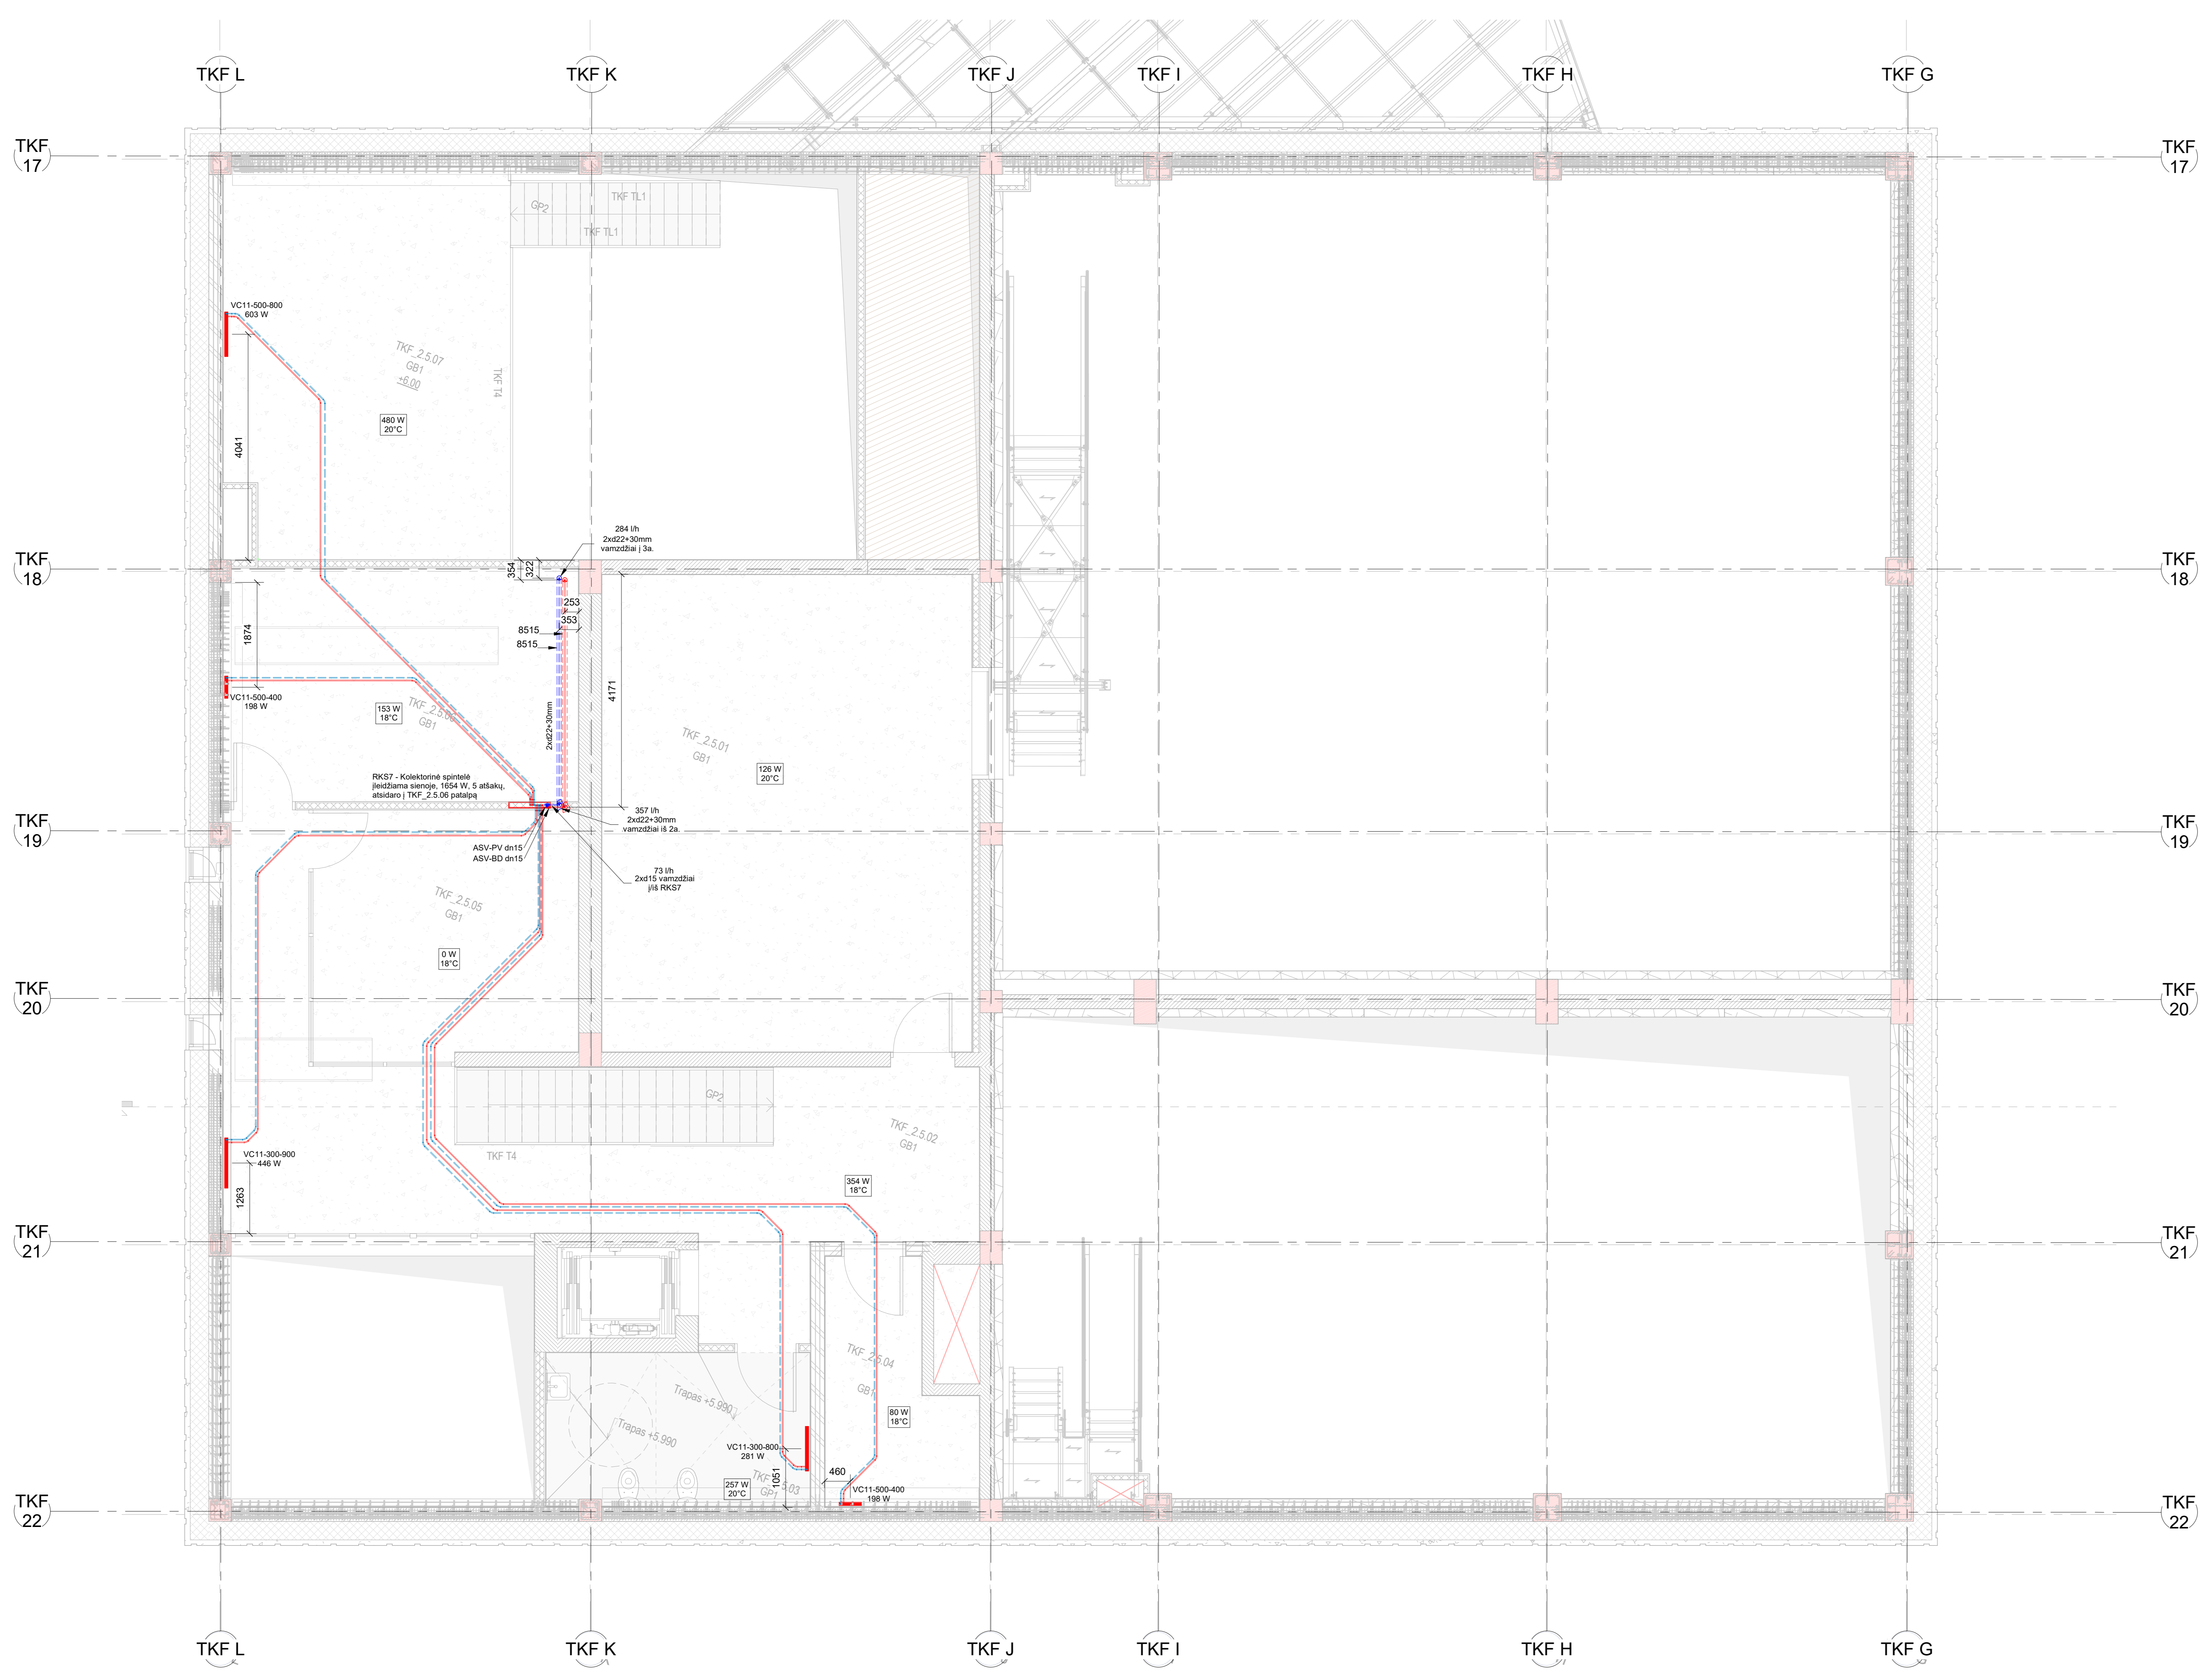 TKF L
TKF K
TKF J
TKF I
TKF H
TKF G
TKF
17
TKF
17
TKF TL1
GP2
TKF TL1
VC11-500-800
603 W
TKF_2.5.07
GB1
+6.00
TKF T4
480 W
20°C
4041
284 l/h
2xd22+30mm
vamzdžiai į 3a.
TKF
18
354
322
TKF
18
253
353
8515
8515
1874
4171
VC11-500-400
198 W
153 W
18°C
GB1
2xd22+30mm
TKF_2.5.01
GB1
126 W
20°C
RKS7 - Kolektorinė spintelė
įleidžiama sienoje, 1654 W, 5 atšakų,
atsidaro į TKF_2.5.06 patalpą
357 l/h
2xd22+30mm
vamzdžiai iš 2a.
TKF
19
TKF
19
ASV-PV dn15
ASV-BD dn15
73 l/h
2xd15 vamzdžiai
į/iš RKS7
TKF_2.5.05
GB1
0 W
18°C
TKF
20
TKF
20
GP2
TKF_2.5.02
GB1
TKF T4
VC11-300-900
446 W
1263
354 W
18°C
TKF
21
TKF
21
TKF_2.5.04
GB1
Trapas +5.990
Trapas +5.990
80 W
18°C
VC11-300-800
281 W
1051
460
257 W
20°C
GP1
VC11-500-400
198 W
TKF
22
TKF
22
TKF L
TKF K
TKF J
TKF I
TKF H
TKF G